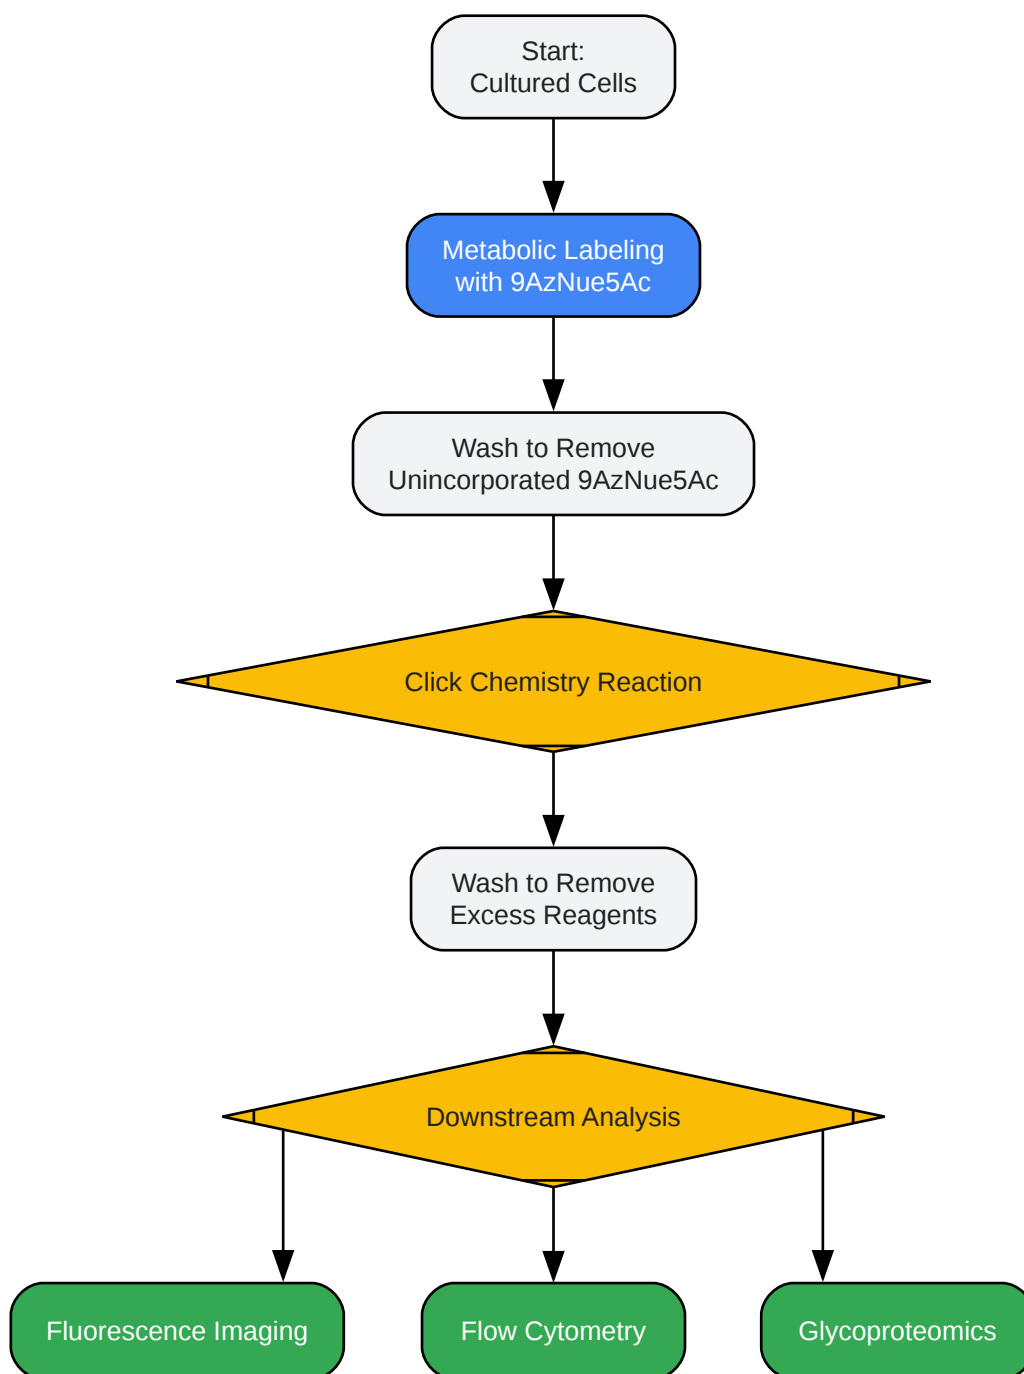 Start:
Cultured Cells
Metabolic Labeling
with 9AzNue5Ac
Wash to Remove
Unincorporated 9AzNue5Ac
Click Chemistry Reaction
Wash to Remove
Excess Reagents
Downstream Analysis
Fluorescence Imaging
Flow Cytometry
Glycoproteomics